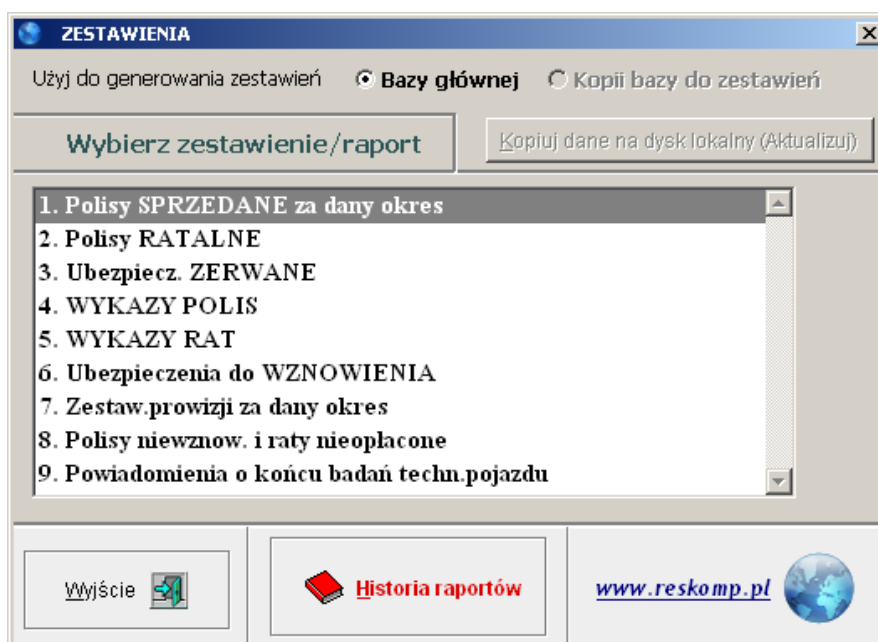 ZESTAWIENIA
Użyj do generowania zestawień Bazy głównej Kopii bazy do zestawień
Wybierz zestawienie/raport Kopiuj dane na dysk lokalny (Aktualizuj)
1. Polisy SPRZEDANE za dany okres
2. Polisy RATALNE
3. Ubezpiecz. ZERWANE
4. WYKAZY POLIS
5. WYKAZY RAT
6. Ubezpieczenia do WZNOWIENIA
7. Zestaw.prowizji za dany okres
8. Polisy niewznow. i raty nieopłacone
9. Powiadomienia o końcu badań techn.pojazdu
Wyjście Historia raportów www.reskomp.pl